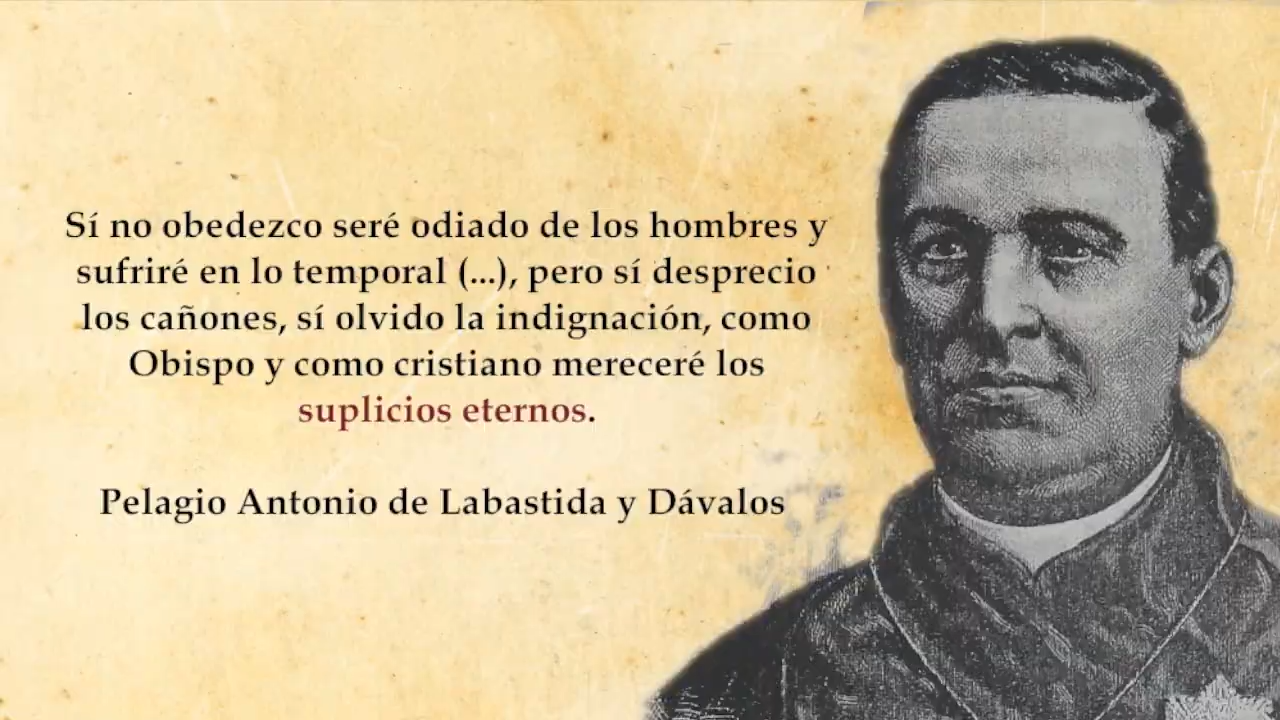 Sí no obedezco seré odiado de los hombres y
sufriré en lo temporal (...), pero sí desprecio
los cañones, sí olvido la indignación, como
Obispo y como cristiano mereceré los
suplicios eternos.
Pelagio Antonio de Labastida y Dávalos